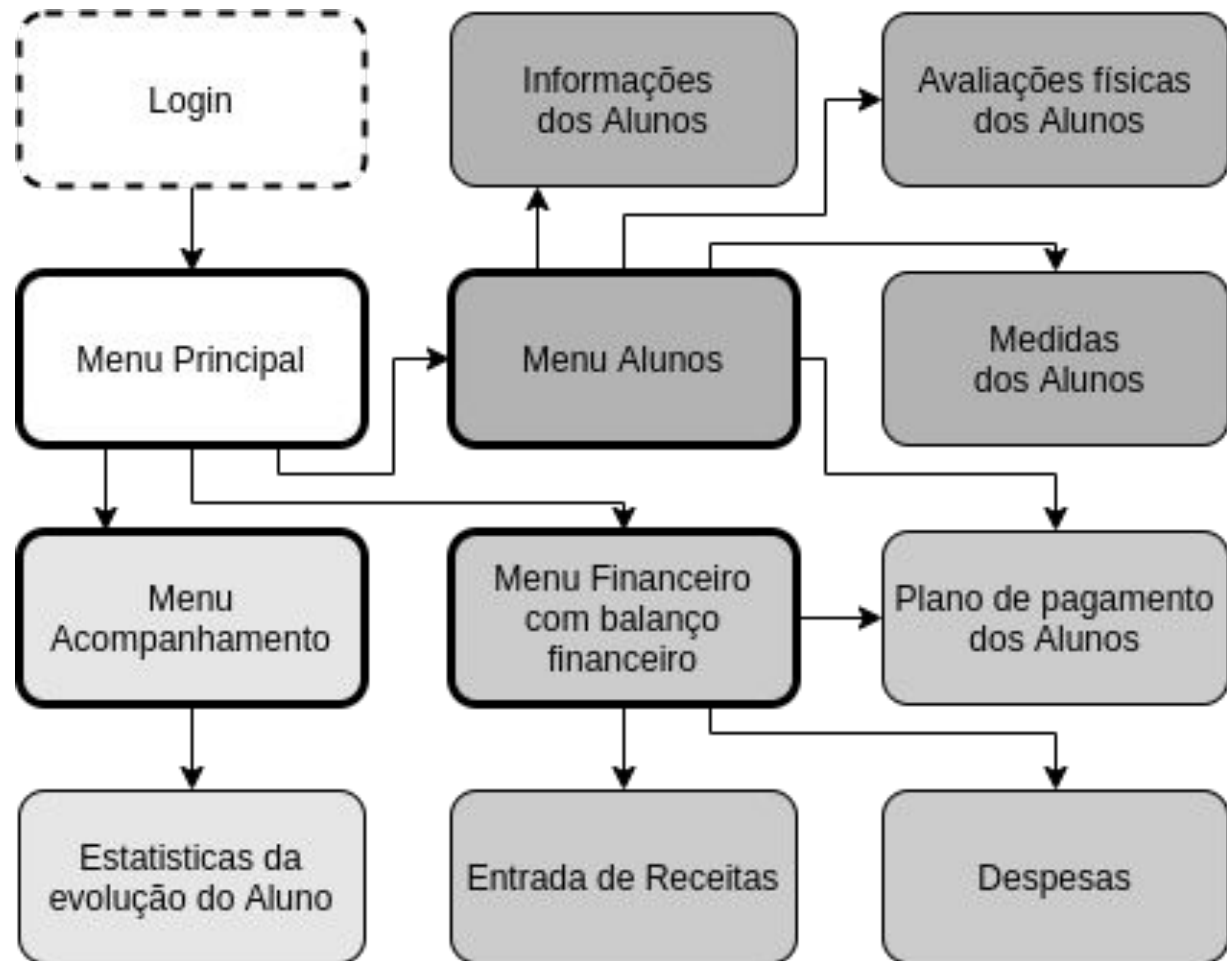 Login
Informações
dos Alunos
Avaliações físicas
dos Alunos
Menu Principal
Menu Alunos
Medidas
dos Alunos
Menu
Acompanhamento
Menu Financeiro
com balanço
financeiro
Plano de pagamento
dos Alunos
Estatisticas da
evolução do Aluno
Entrada de Receitas
Despesas